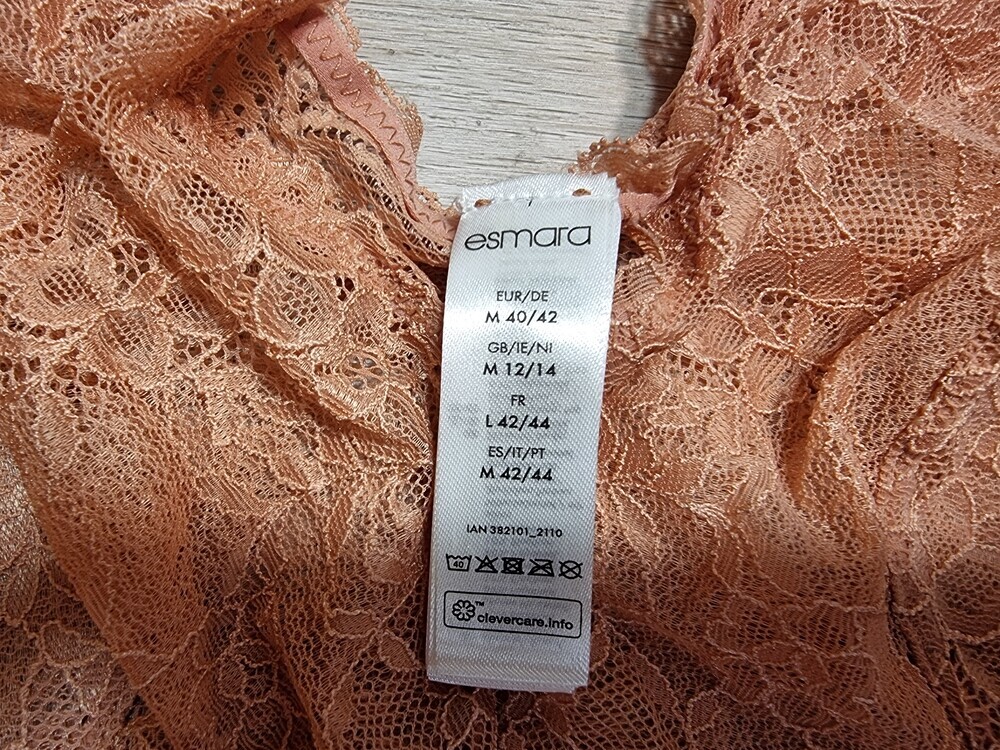 esmara
EUR/DE
M 40/42
GB/IE/NI
M 12/14
FR
L 42/44
ES/IT/PT
M 42/44
IAN 382101_2110
40
™
clevercare.info